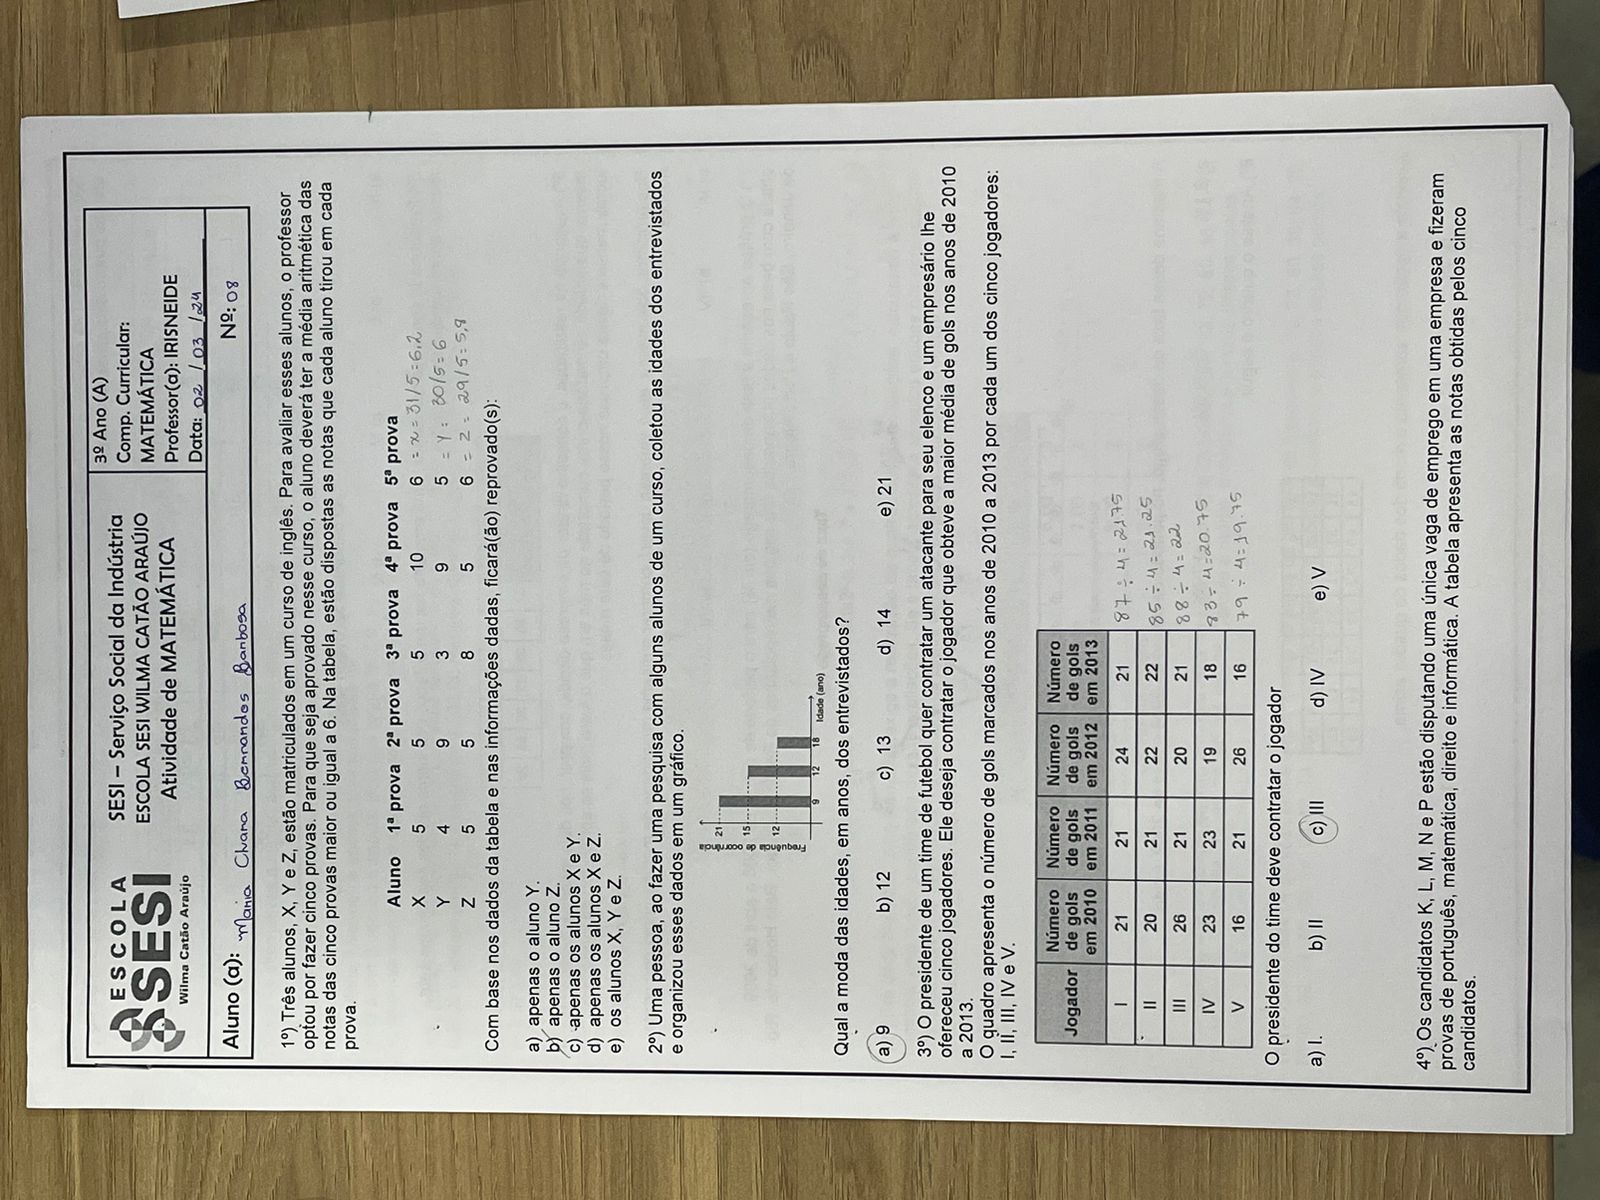 ESCOLA
SESI
Wilma Catão Araújo
SESI – Serviço Social da Indústria
ESCOLA SESI WILMA CATÃO ARAÚJO
Atividade de MATEMÁTICA
3º Ano (A)
Comp. Curricular:
MATEMÁTICA
Professor(a): IRISNEIDE
Data: 02 / 03 / 24
Aluno (a): Maria Clara Bernardos Barbosa Nº: 08
1º) Três alunos, X, Y e Z, estão matriculados em um curso de inglês. Para avaliar esses alunos, o professor
optou por fazer cinco provas. Para que seja aprovado nesse curso, o aluno deverá ter a média aritmética das
notas das cinco provas maior ou igual a 6. Na tabela, estão dispostas as notas que cada aluno tirou em cada
prova.
Aluno 1ª prova 2ª prova 3ª prova 4ª prova 5ª prova
X 5 5 5 10 6 = x = 31/5 = 6,2
Y 4 9 3 9 5 = Y = 30/5 = 6
Z 5 5 8 5 6 = Z = 29/5 = 5,8
Com base nos dados da tabela e nas informações dadas, ficará(ão) reprovado(s):
a) apenas o aluno Y.
b) apenas o aluno Z.
c) apenas os alunos X e Y.
d) apenas os alunos X e Z.
e) os alunos X, Y e Z.
2º) Uma pessoa, ao fazer uma pesquisa com alguns alunos de um curso, coletou as idades dos entrevistados
e organizou esses dados em um gráfico.
Frequência de ocorrência
21
15
12
9 12 18 Idade (ano)
Qual a moda das idades, em anos, dos entrevistados?
a) 9 b) 12 c) 13 d) 14 e) 21
3º) O presidente de um time de futebol quer contratar um atacante para seu elenco e um empresário lhe
ofereceu cinco jogadores. Ele deseja contratar o jogador que obteve a maior média de gols nos anos de 2010
a 2013.
O quadro apresenta o número de gols marcados nos anos de 2010 a 2013 por cada um dos cinco jogadores:
I, II, III, IV e V.
Jogador Número de gols em 2010 Número de gols em 2011 Número de gols em 2012 Número de gols em 2013
I 21 21 24 21 87 ÷ 4 = 21.75
II 20 21 22 22 85 ÷ 4 = 21.25
III 26 21 20 21 88 ÷ 4 = 22
IV 23 23 19 18 83 ÷ 4 = 20.75
V 16 21 26 16 79 ÷ 4 = 19.75
O presidente do time deve contratar o jogador
a) I. b) II c) III d) IV e) V
4º) Os candidatos K, L, M, N e P estão disputando uma única vaga de emprego em uma empresa e fizeram
provas de português, matemática, direito e informática. A tabela apresenta as notas obtidas pelos cinco
candidatos.